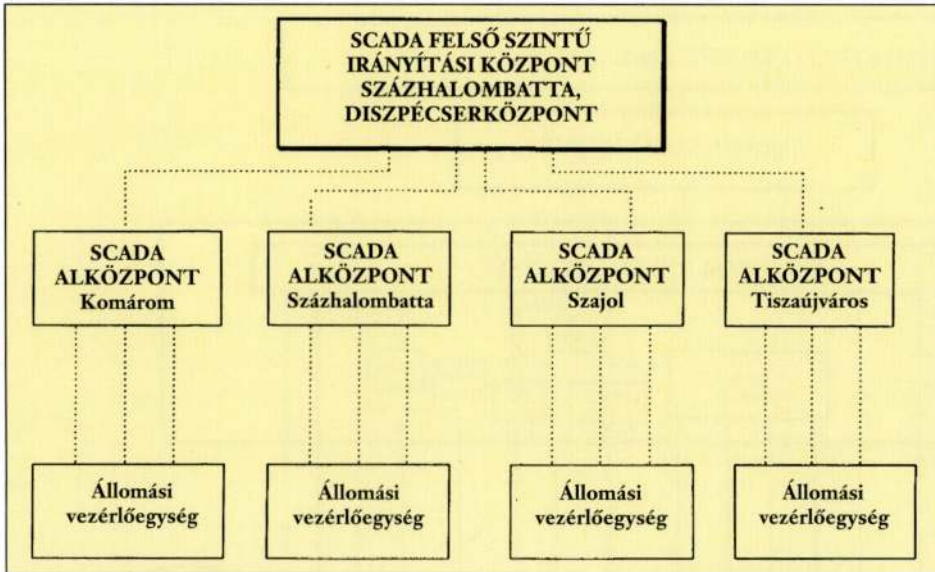 SCADA FELSŐ SZINTŰ
IRÁNYÍTÁSI KÖZPONT
SZÁZHALOMBATTA,
DISZPÉCSERKÖZPONT
SCADA
ALKÖZPONT
Komárom
SCADA
ALKÖZPONT
Százhalombatta
SCADA
ALKÖZPONT
Szajol
SCADA
ALKÖZPONT
Tiszaújváros
Állomási
vezérlőegység
Állomási
vezérlőegység
Állomási
vezérlőegység
Állomási
vezérlőegység